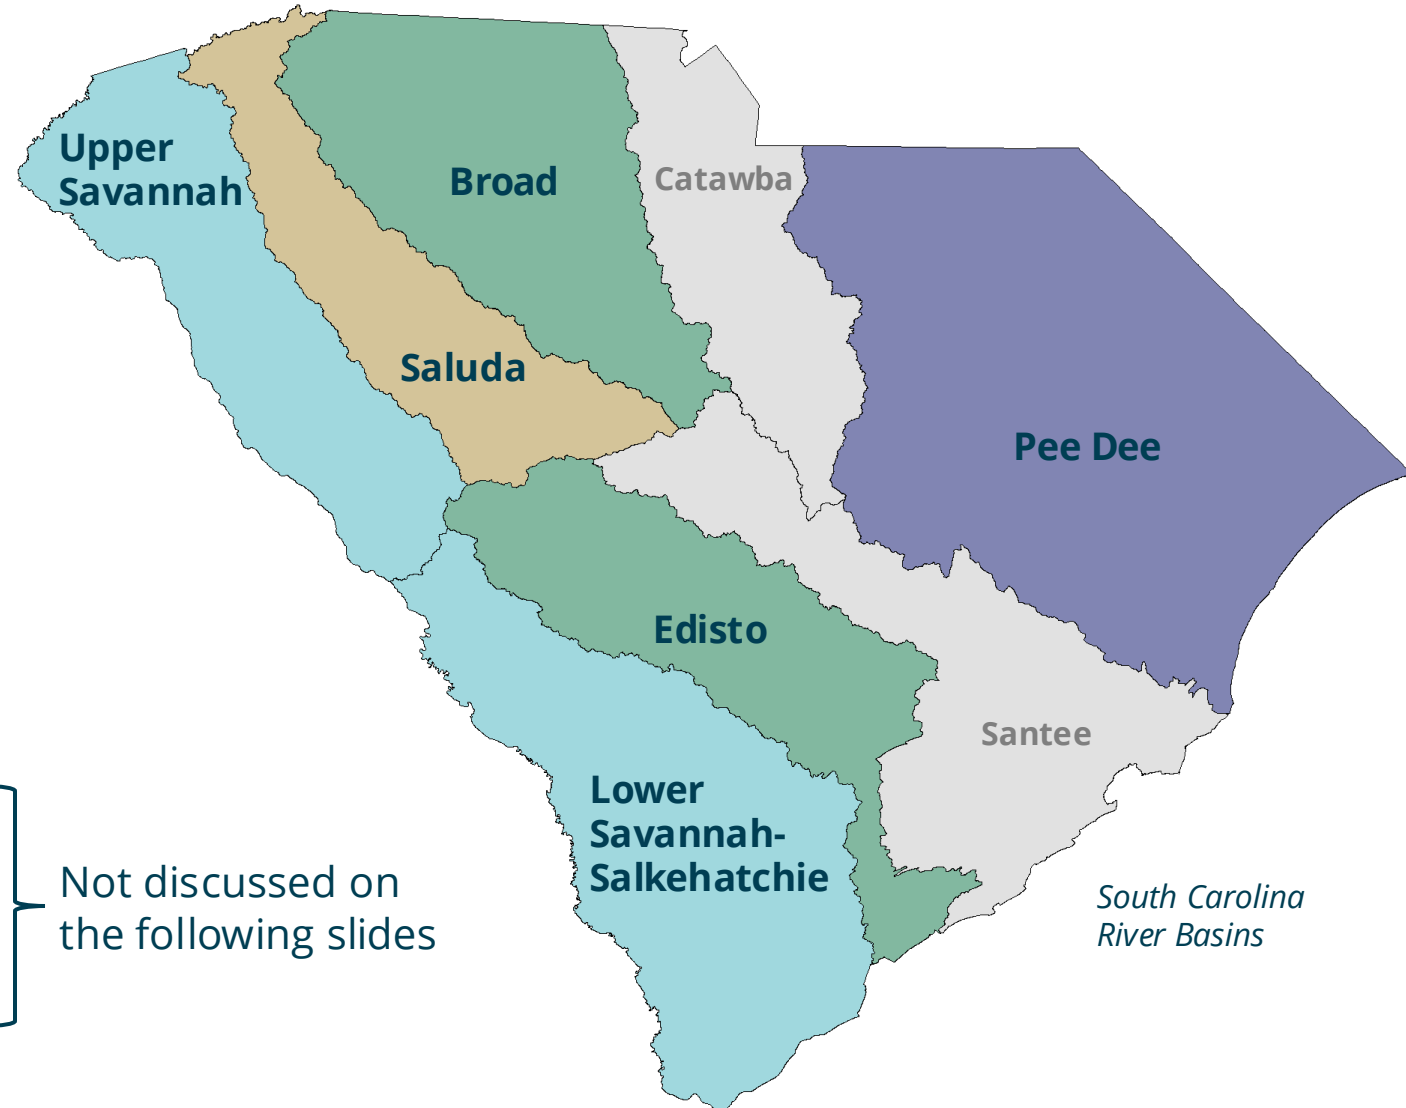 Upper
Savannah
Broad
Catawba
Saluda
Pee Dee
Edisto
Santee
Lower
Savannah-
Salkehatchie
Not discussed on
the following slides
South Carolina
River Basins